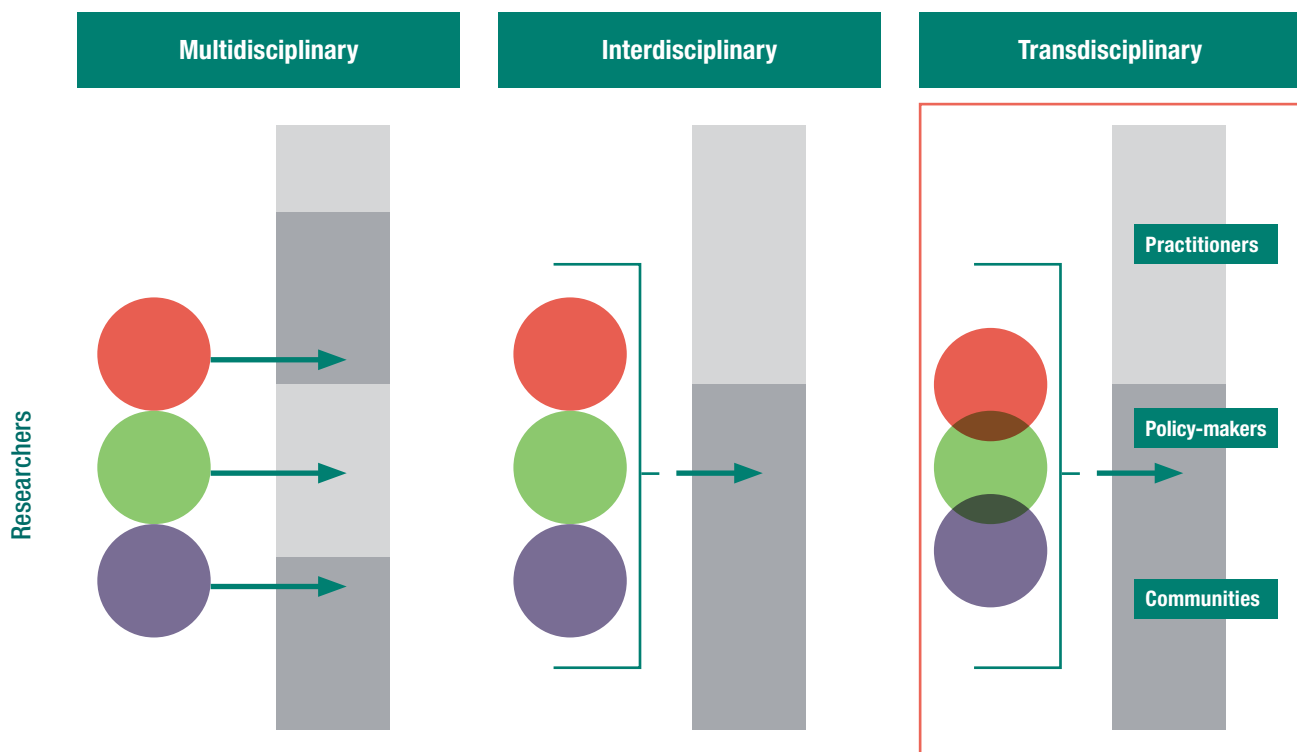 Multidisciplinary
Interdisciplinary
Transdisciplinary
Researchers
Practitioners
Policy-makers
Communities